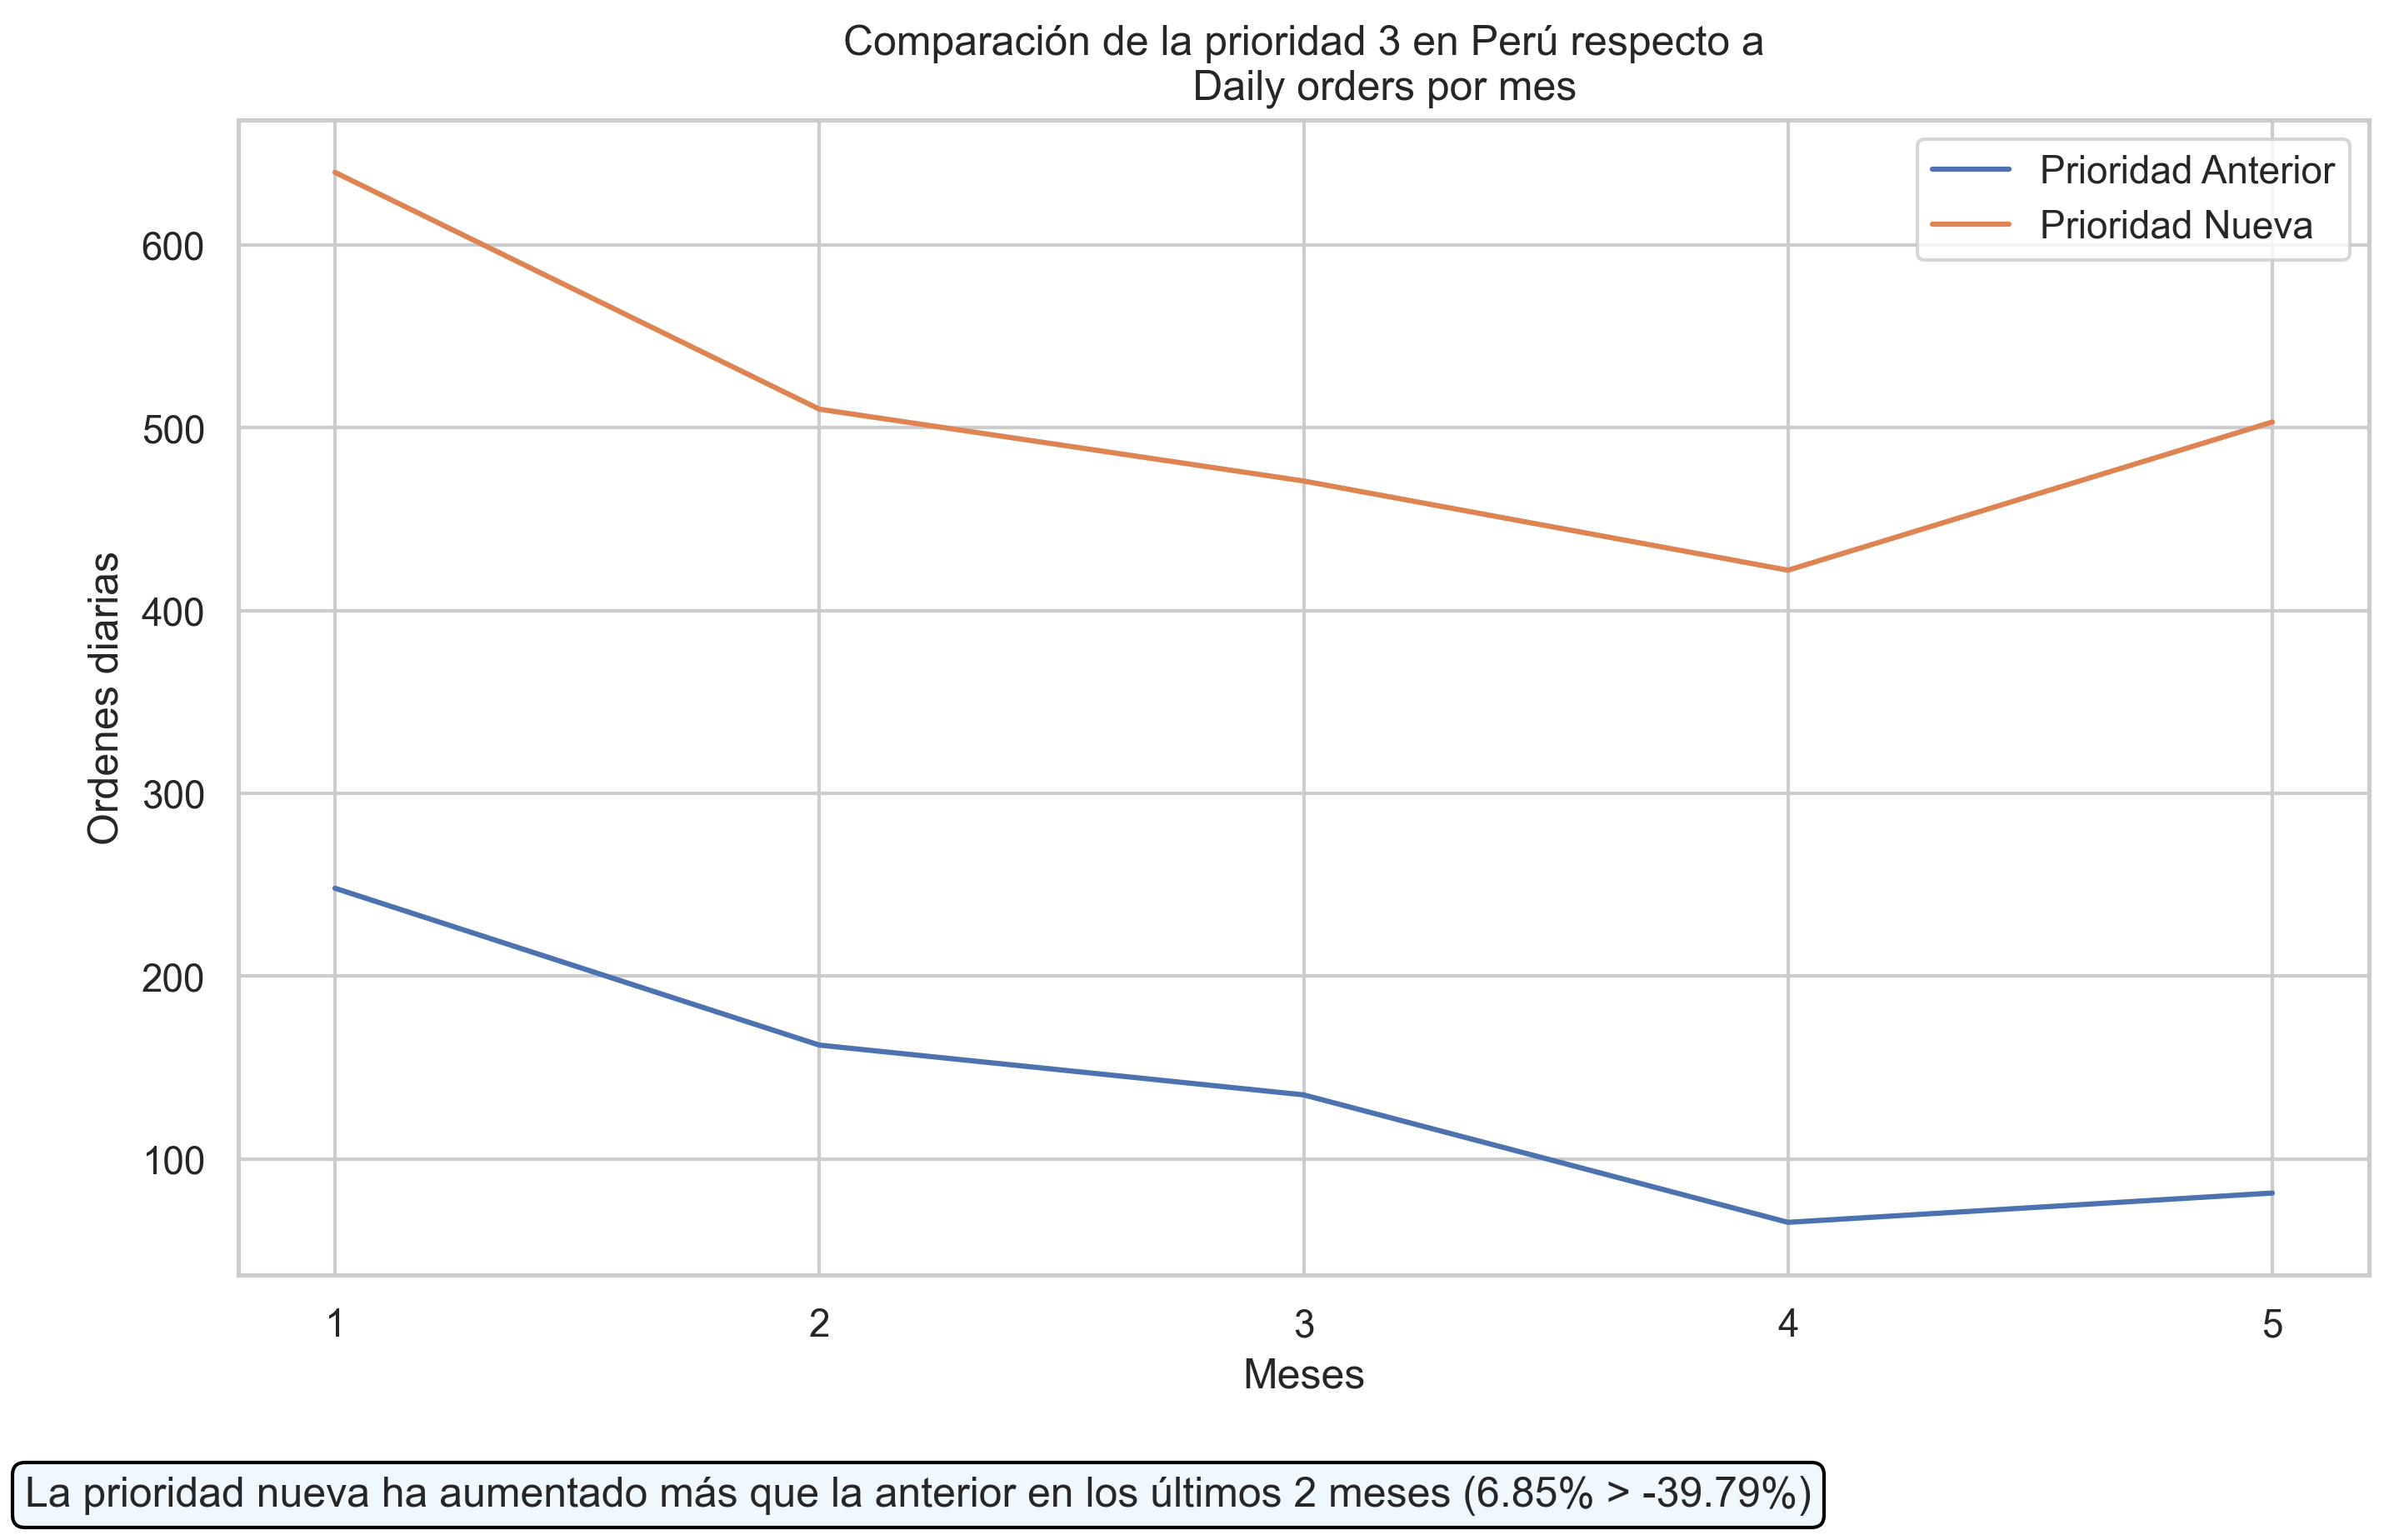 Comparación de la prioridad 3 en Perú respecto a
Daily orders por mes
Prioridad Anterior
Prioridad Nueva
600
500
400
300
200
100
Ordenes diarias
1 2 3 4 5
Meses
La prioridad nueva ha aumentado más que la anterior en los últimos 2 meses (6.85% > -39.79%)